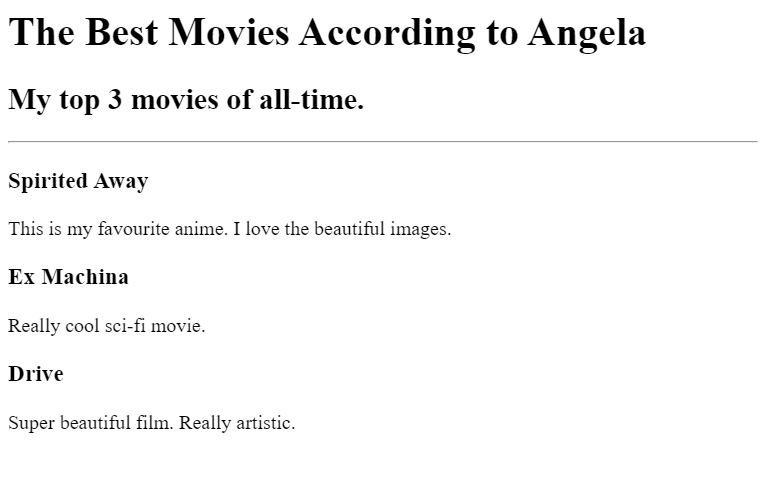 The Best Movies According to Angela
My top 3 movies of all-time.
Spirited Away
This is my favourite anime. I love the beautiful images.
Ex Machina
Really cool sci-fi movie.
Drive
Super beautiful film. Really artistic.